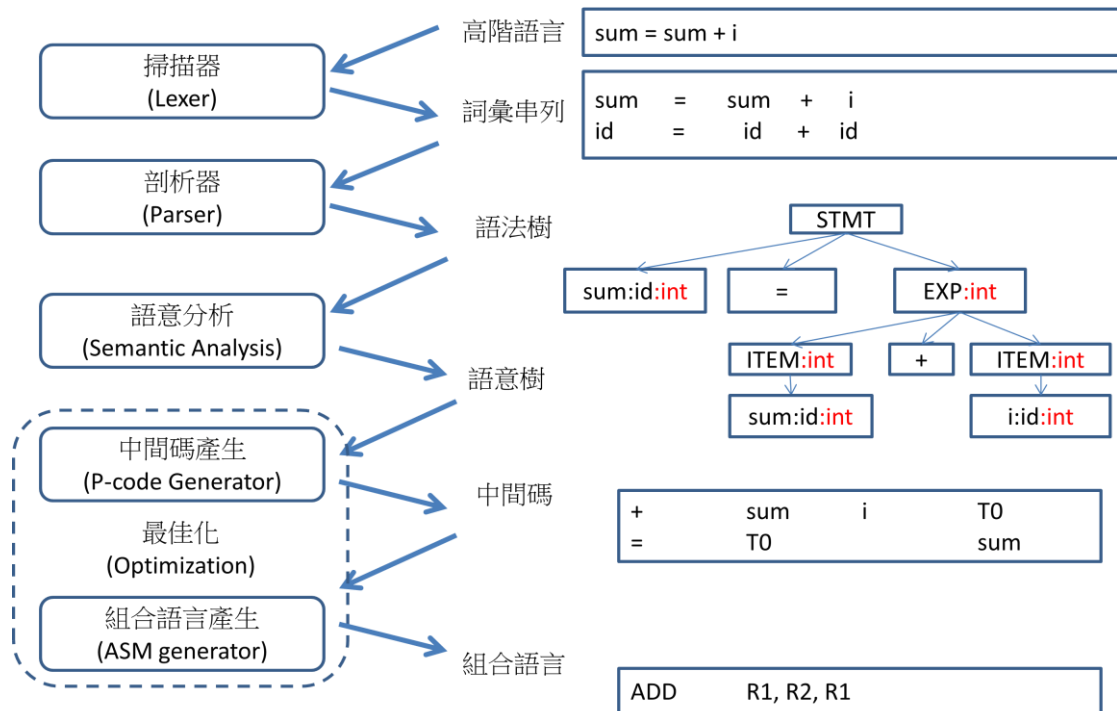 高階語言
sum = sum + i
掃描器
(Lexer)
詞彙串列
sum = sum + i
id = id + id
剖析器
(Parser)
語法樹
STMT
sum:id:int = EXP:int
語意分析
(Semantic Analysis)
ITEM:int + ITEM:int
語意樹
sum:id:int i:id:int
中間碼產生
(P-code Generator)
中間碼
+ sum i T0
= T0 sum
最佳化
(Optimization)
組合語言產生
(ASM generator)
組合語言
ADD R1, R2, R1